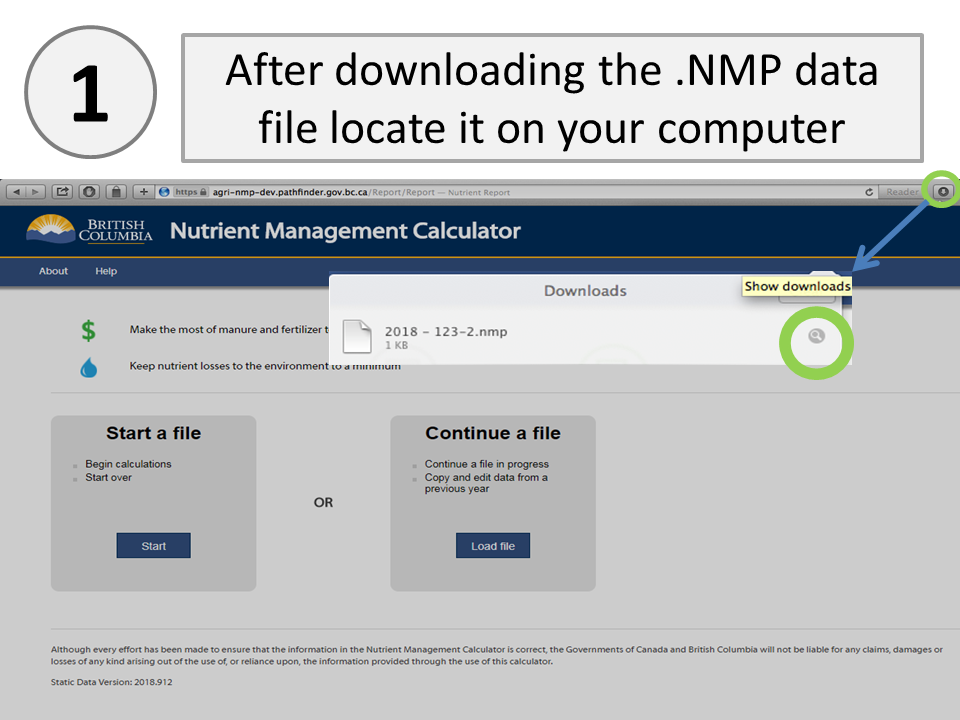 1
After downloading the .NMP data
file locate it on your computer
https agri-nmp-dev.pathfinder.gov.bc.ca/Report/Report — Nutrient Report
Reader
BRITISH
COLUMBIA
Nutrient Management Calculator
About Help
Downloads
Show downloads
2018 – 123-2.nmp
1 KB
$
Make the most of manure and fertilizer t
Keep nutrient losses to the environment to a minimum
Start a file
Begin calculations
Start over
Start
OR
Continue a file
Continue a file in progress
Copy and edit data from a
previous year
Load file
Although every effort has been made to ensure that the information in the Nutrient Management Calculator is correct, the Governments of Canada and British Columbia will not be liable for any claims, damages or
losses of any kind arising out of the use of, or reliance upon, the information provided through the use of this calculator.
Static Data Version: 2018.912